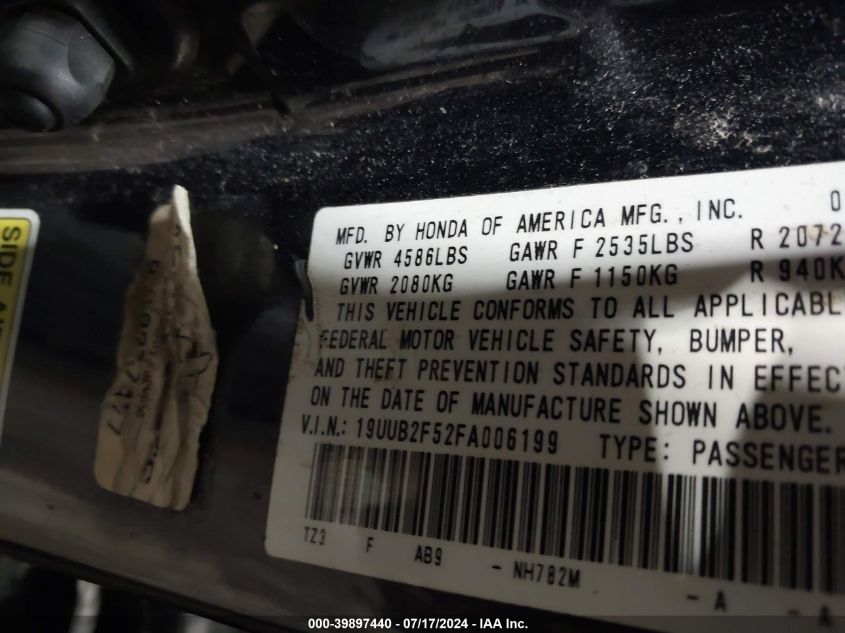 MFD. BY HONDA OF AMERICA MFG., INC. 0
GVWR 4586LBS GAWR F 2535LBS R 2072
GVWR 2080KG GAWR F 1150KG R 940K
THIS VEHICLE CONFORMS TO ALL APPLICABL
FEDERAL MOTOR VEHICLE SAFETY, BUMPER,
AND THEFT PREVENTION STANDARDS IN EFFEC
ON THE DATE OF MANUFACTURE SHOWN ABOVE.
V.I.N.: 19UUB2F52FA006199 TYPE: PASSENGER
TZ3 F AB9 - NH782M - A - A
SIDE AI
000-39897440 / 07/17/2024 - IAA Inc.